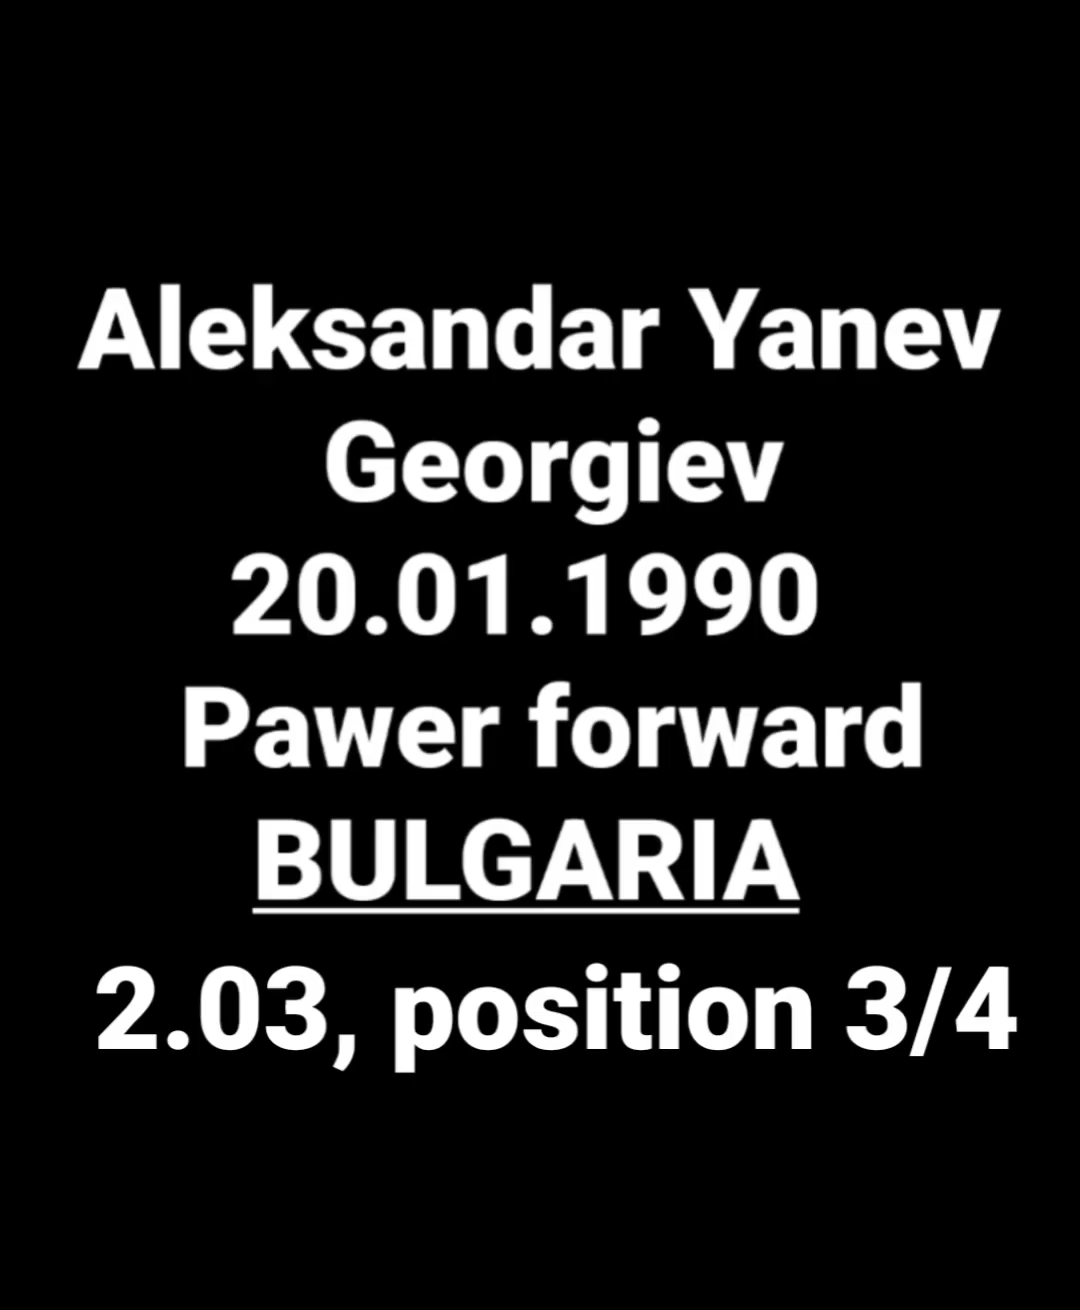 Aleksandar Yanev
Georgiev
20.01.1990
Pawer forward
BULGARIA
2.03, position 3/4